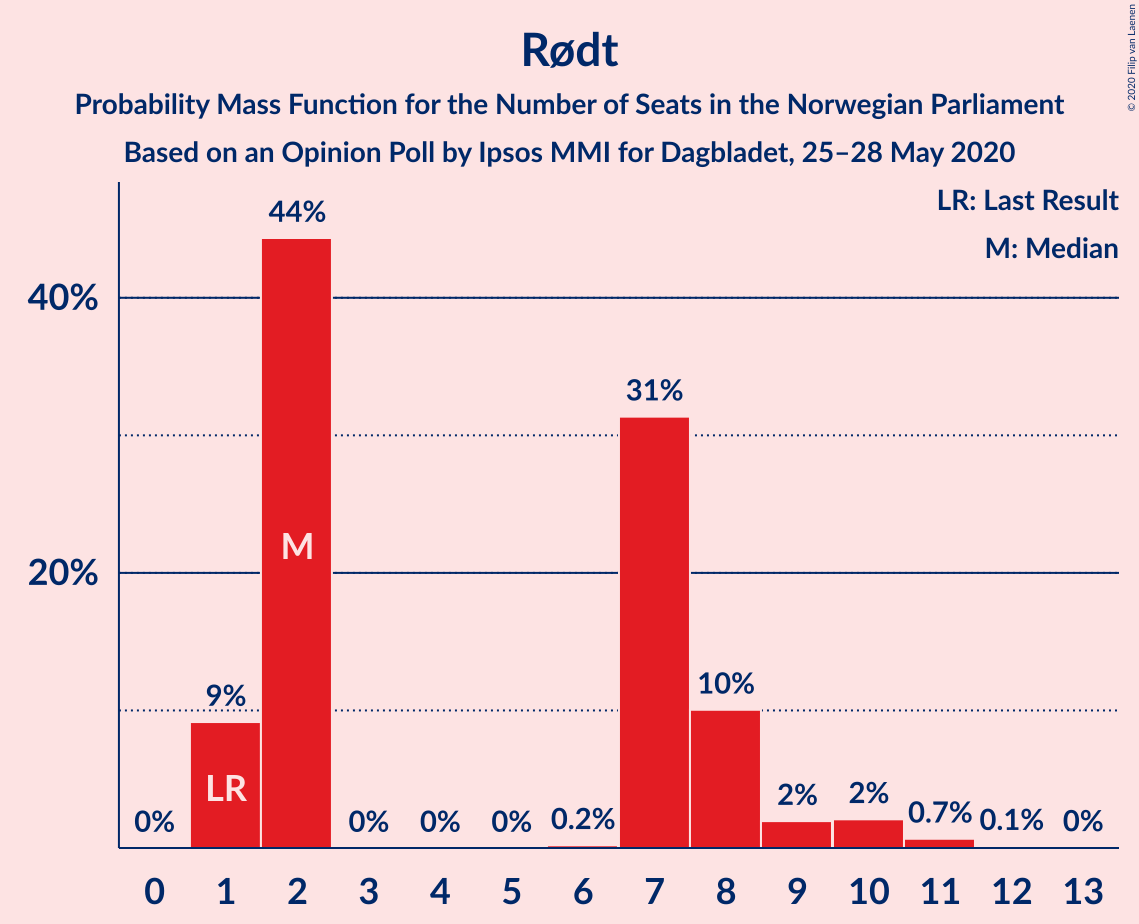 Rødt
Probability Mass Function for the Number of Seats in the Norwegian Parliament
Based on an Opinion Poll by Ipsos MMI for Dagbladet, 25–28 May 2020
© 2020 Filip van Laenen
LR: Last Result
M: Median
40%
20%
0%
9%
44%
0%
0%
0%
0.2%
31%
10%
2%
2%
0.7%
0.1%
0%
LR
M
0 1 2 3 4 5 6 7 8 9 10 11 12 13